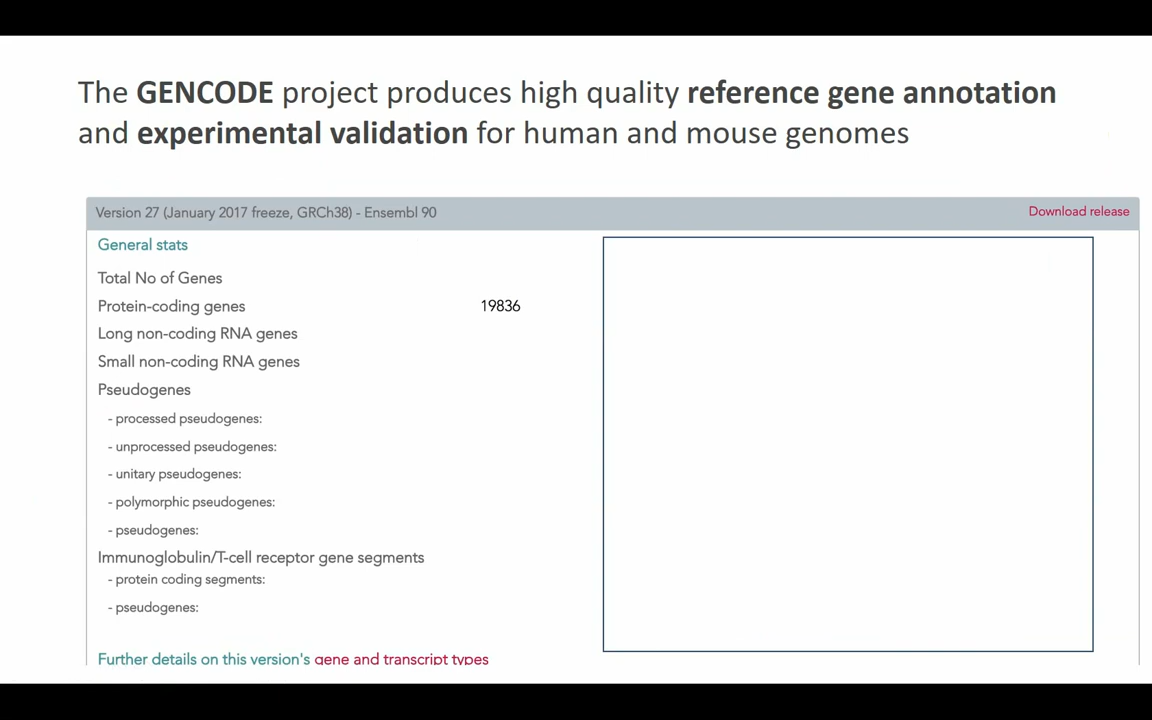 The GENCODE project produces high quality reference gene annotation
and experimental validation for human and mouse genomes
Version 27 (January 2017 freeze, GRCh38) - Ensembl 90
Download release
General stats
Total No of Genes
Protein-coding genes 19836
Long non-coding RNA genes
Small non-coding RNA genes
Pseudogenes
- processed pseudogenes:
- unprocessed pseudogenes:
- unitary pseudogenes:
- polymorphic pseudogenes:
- pseudogenes:
Immunoglobulin/T-cell receptor gene segments
- protein coding segments:
- pseudogenes:
Further details on this version's gene and transcript types